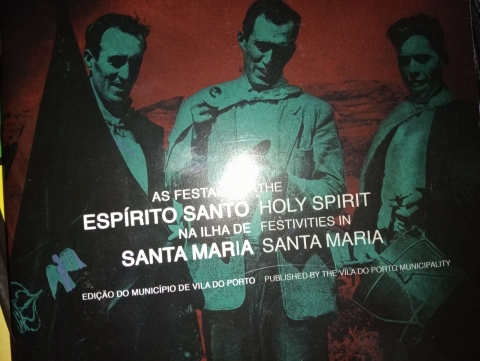 AS FESTAS THE
ESPÍRITO SANTO HOLY SPIRIT
NA ILHA DE FESTIVITIES IN
SANTA MARIA SANTA MARIA
EDIÇÃO DO MUNICÍPIO DE VILA DO PORTO PUBLISHED BY THE VILA DO PORTO MUNICIPALITY